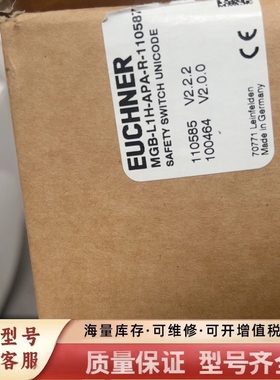 EUCHNER
MGB-L1H-APA-R-110587
SAFETY SWITCH UNICODE
110585 V2.2.2
100464 V2.0.0
70771 Leinfelden
Made in Germany
型号
客服
海量库存·可维修·可开增值税
质量保证 型号齐全